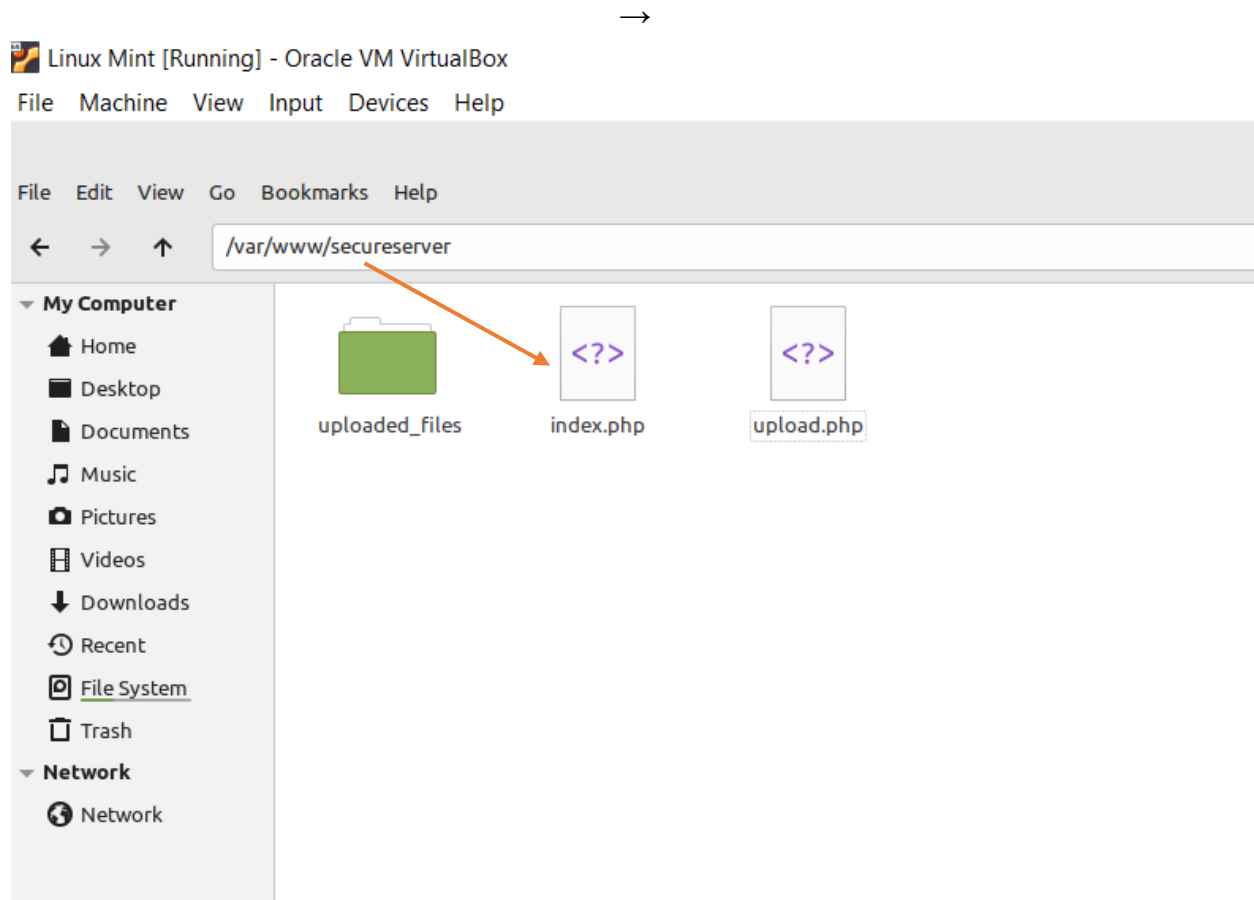 →
Linux Mint [Running] - Oracle VM VirtualBox
File Machine View Input Devices Help
File Edit View Go Bookmarks Help
/var/www/secureserver
My Computer
Home
Desktop
Documents
Music
Pictures
Videos
Downloads
Recent
File System
Trash
Network
Network
<?> <?>
uploaded_files index.php upload.php